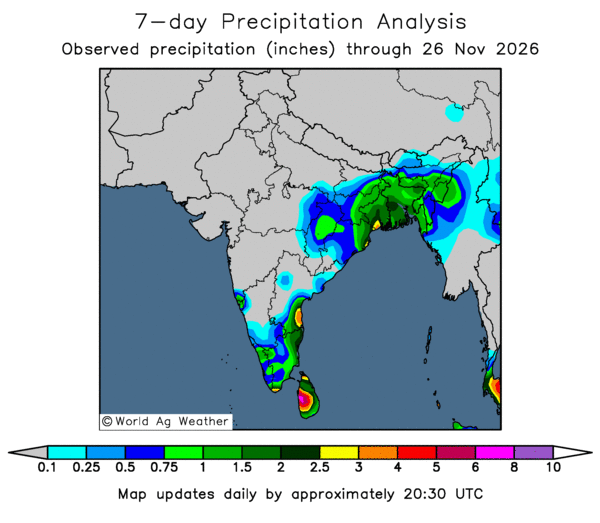 7-day Precipitation Analysis
Observed precipitation (inches) through 26 Nov 2026
©World Ag Weather
0.1 0.25 0.5 0.75 1 1.5 2 2.5 3 4 5 6 8 10
Map updates daily by approximately 20:30 UTC